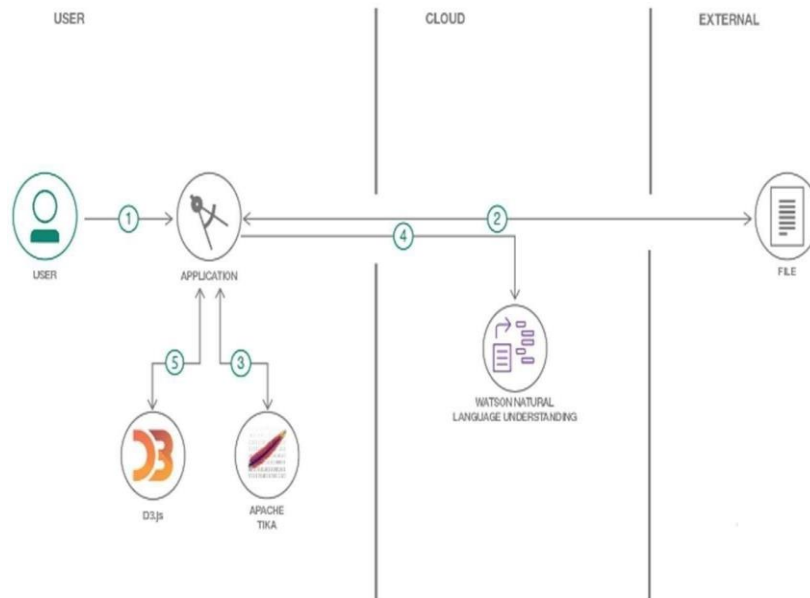 USER
CLOUD
EXTERNAL
1
2
4
USER
APPLICATION
FILE
5
3
WATSON NATURAL
LANGUAGE UNDERSTANDING
D3
D3.js
APACHE
TIKA